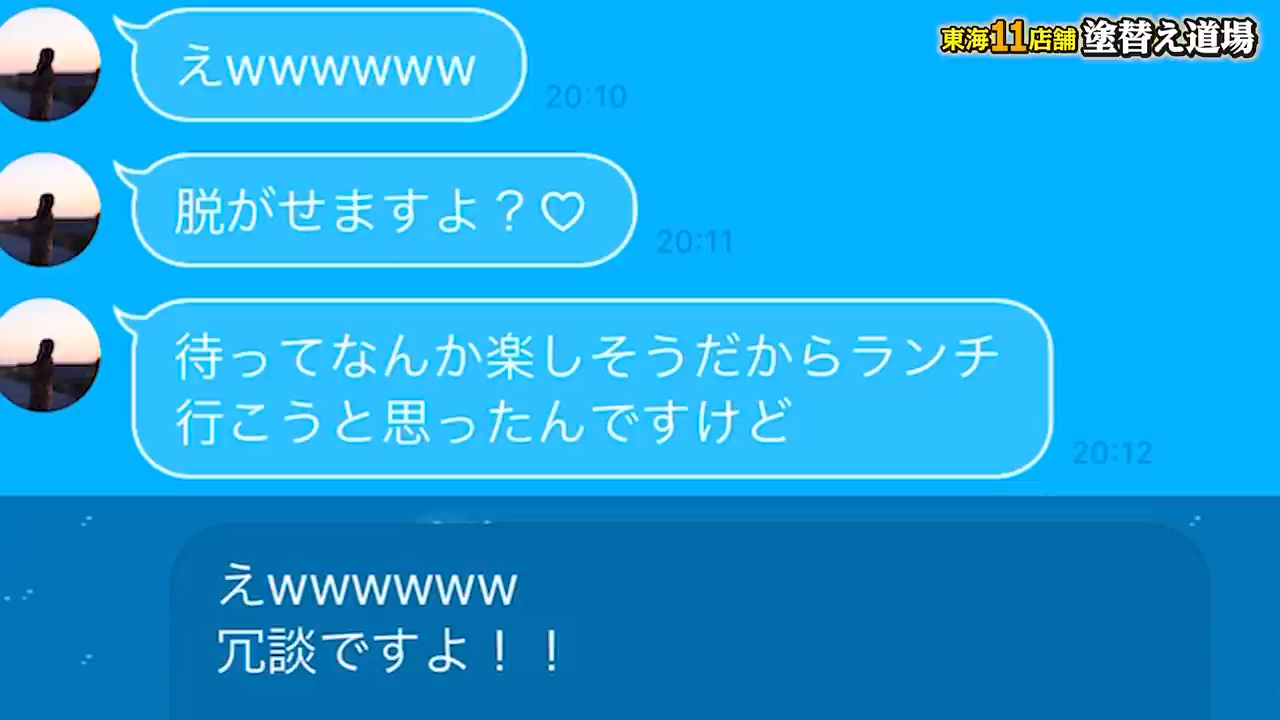 東海11店舗 塗替え道場
えwwwwww
20:10
脱がせますよ？♡
20:11
待ってなんか楽しそうだからランチ
行こうと思ったんですけど
20:12
えwwwwww
冗談ですよ！！